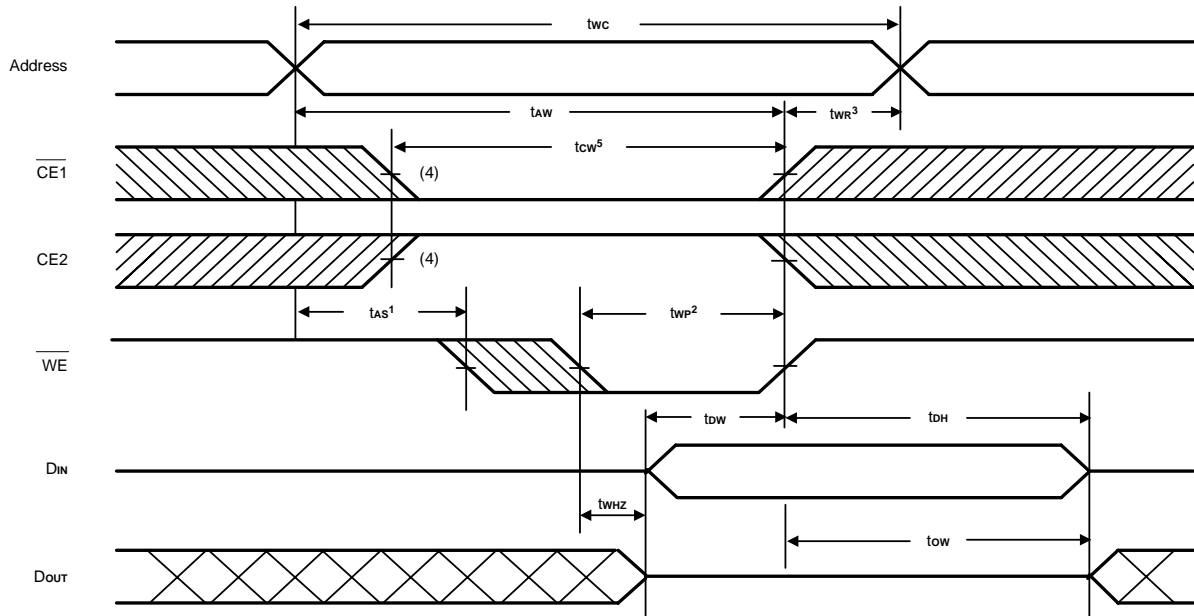 tWC
Address
tAW
tWR3
tCW5
CE1
(4)
CE2
(4)
tAS1
tWP2
WE
tDW
tDH
DIN
tWHZ
tOW
DOUT